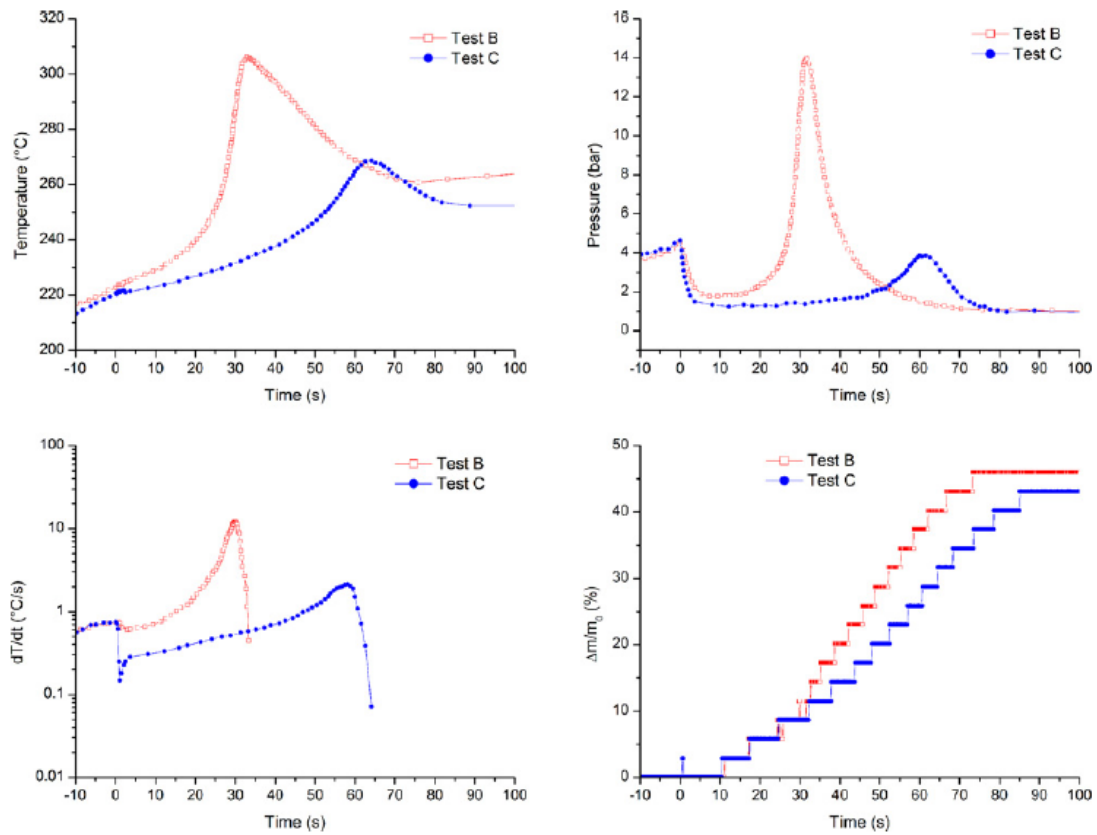 Temperature (°C)
320
300
280
260
240
220
200
Test B
Test C
-10 0 10 20 30 40 50 60 70 80 90 100
Time (s)
Pressure (bar)
16
14
12
10
8
6
4
2
0
Test B
Test C
-10 0 10 20 30 40 50 60 70 80 90 100
Time (s)
dT/dt (°C/s)
100
10
1
0.1
0.01
Test B
Test C
-10 0 10 20 30 40 50 60 70 80 90 100
Time (s)
Δm/m₀ (%)
50
40
30
20
10
0
Test B
Test C
-10 0 10 20 30 40 50 60 70 80 90 100
Time (s)